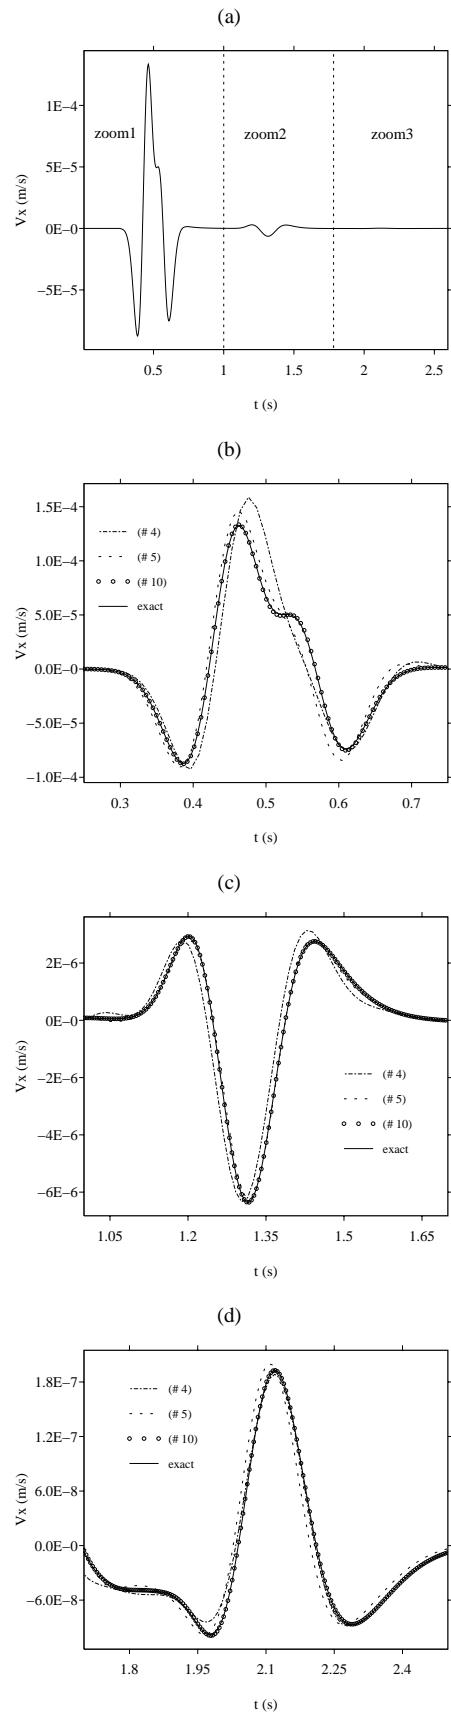 (a)
Vx (m/s)
1E−4
5E−5
0E−0
−5E−5
zoom1
zoom2
zoom3
0.5
1
1.5
2
2.5
t (s)
(b)
Vx (m/s)
1.5E−4
1.0E−4
5.0E−5
0.0E−0
−5.0E−5
−1.0E−4
(# 4)
(# 5)
(# 10)
exact
0.3
0.4
0.5
0.6
0.7
t (s)
(c)
Vx (m/s)
2E−6
0E−0
−2E−6
−4E−6
−6E−6
(# 4)
(# 5)
(# 10)
exact
1.05
1.2
1.35
1.5
1.65
t (s)
(d)
Vx (m/s)
1.8E−7
1.2E−7
6.0E−8
0.0E−0
−6.0E−8
(# 4)
(# 5)
(# 10)
exact
1.8
1.95
2.1
2.25
2.4
t (s)